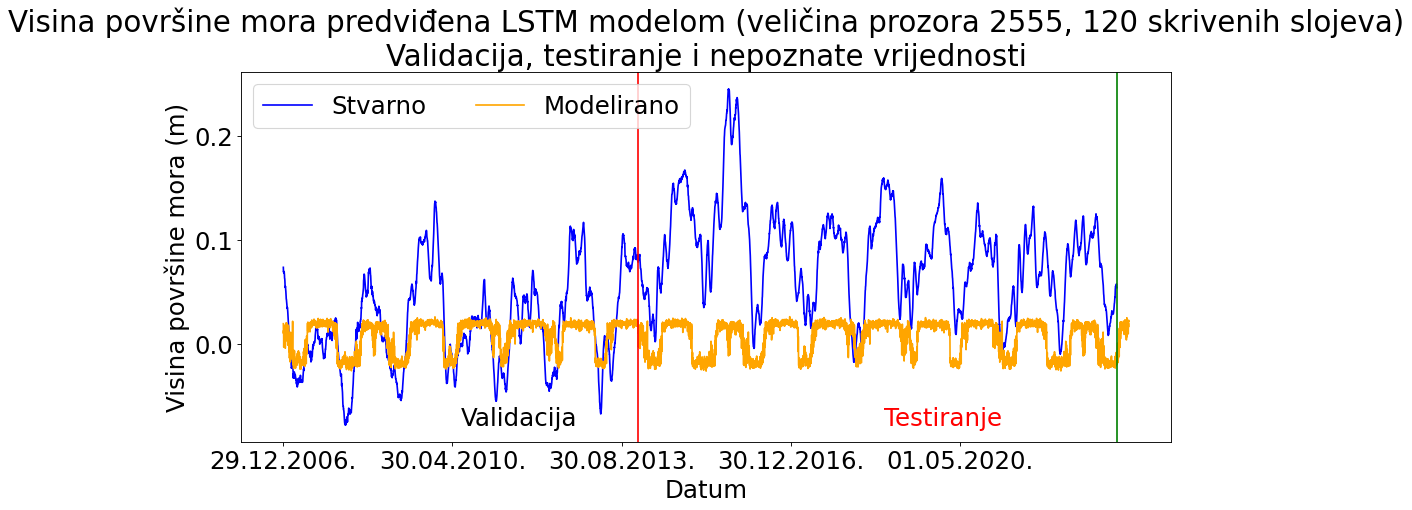 Visina površine mora predviđena LSTM modelom (veličina prozora 2555, 120 skrivenih slojeva)
Validacija, testiranje i nepoznate vrijednosti
Stvarno
Modelirano
Visina površine mora (m)
0.2
0.1
0.0
Validacija
Testiranje
29.12.2006.
30.04.2010.
30.08.2013.
30.12.2016.
01.05.2020.
Datum